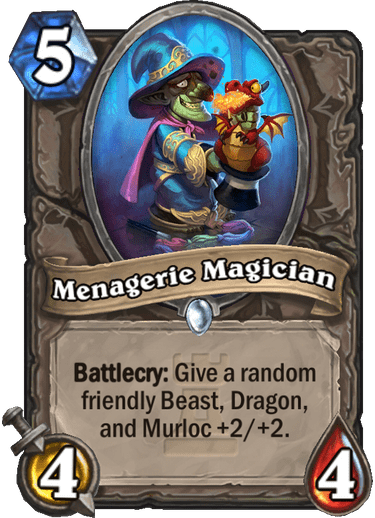 5
Menagerie Magician
Battlecry: Give a random
friendly Beast, Dragon,
and Murloc +2/+2.
4
4